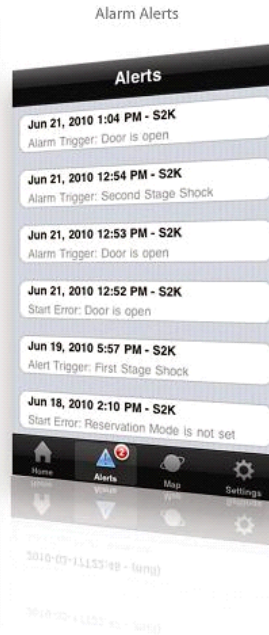 Alarm Alerts
Alerts
Jun 21, 2010 1:04 PM - S2K
Alarm Trigger: Door is open
Jun 21, 2010 12:54 PM - S2K
Alarm Trigger: Second Stage Shock
Jun 21, 2010 12:53 PM - S2K
Alarm Trigger: Door is open
Jun 21, 2010 12:52 PM - S2K
Start Error: Door is open
Jun 19, 2010 5:57 PM - S2K
Alert Trigger: First Stage Shock
Jun 18, 2010 2:10 PM - S2K
Start Error: Reservation Mode is not set
2
Home Alerts Map Settings